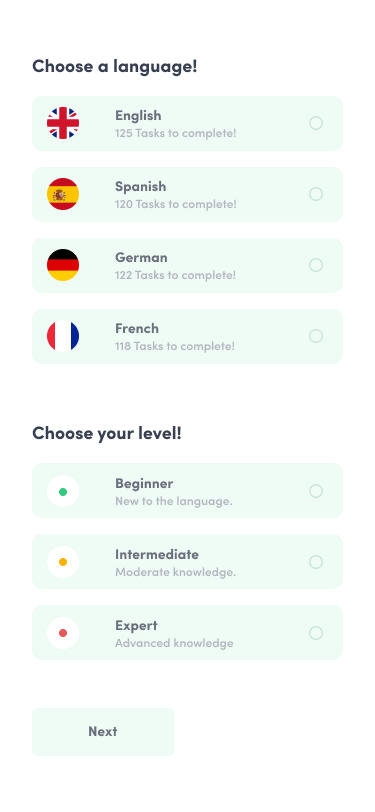 Choose a language!
English
125 Tasks to complete!
Spanish
120 Tasks to complete!
German
122 Tasks to complete!
French
118 Tasks to complete!
Choose your level!
Beginner
New to the language.
Intermediate
Moderate knowledge.
Expert
Advanced knowledge
Next